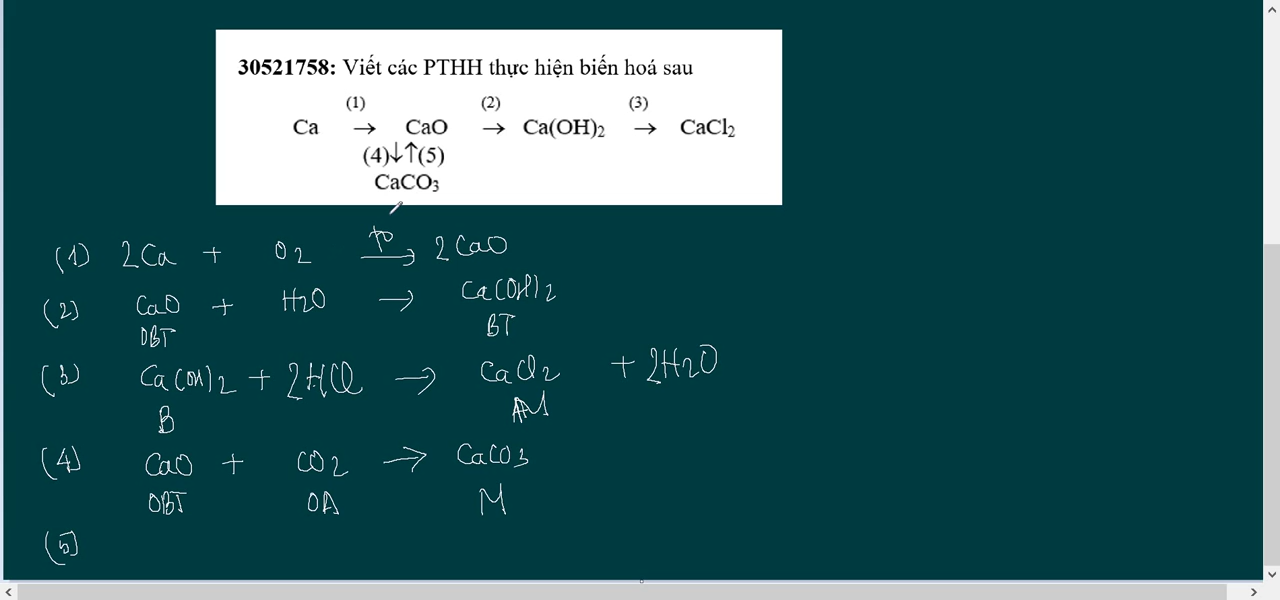 30521758: Viết các PTHH thực hiện biến hoá sau
(1) (2) (3)
Ca → CaO → Ca(OH)₂ → CaCl₂
(4)↓↑(5)
CaCO₃
(1) 2Ca + O2 t° → 2CaO
(2) CaO + H2O → Ca(OH)2
OBT BT
(3) Ca(OH)2 + 2HCl → CaCl2 + 2H2O
B M
(4) CaO + CO2 → CaCO3
OBT OA M
(5)